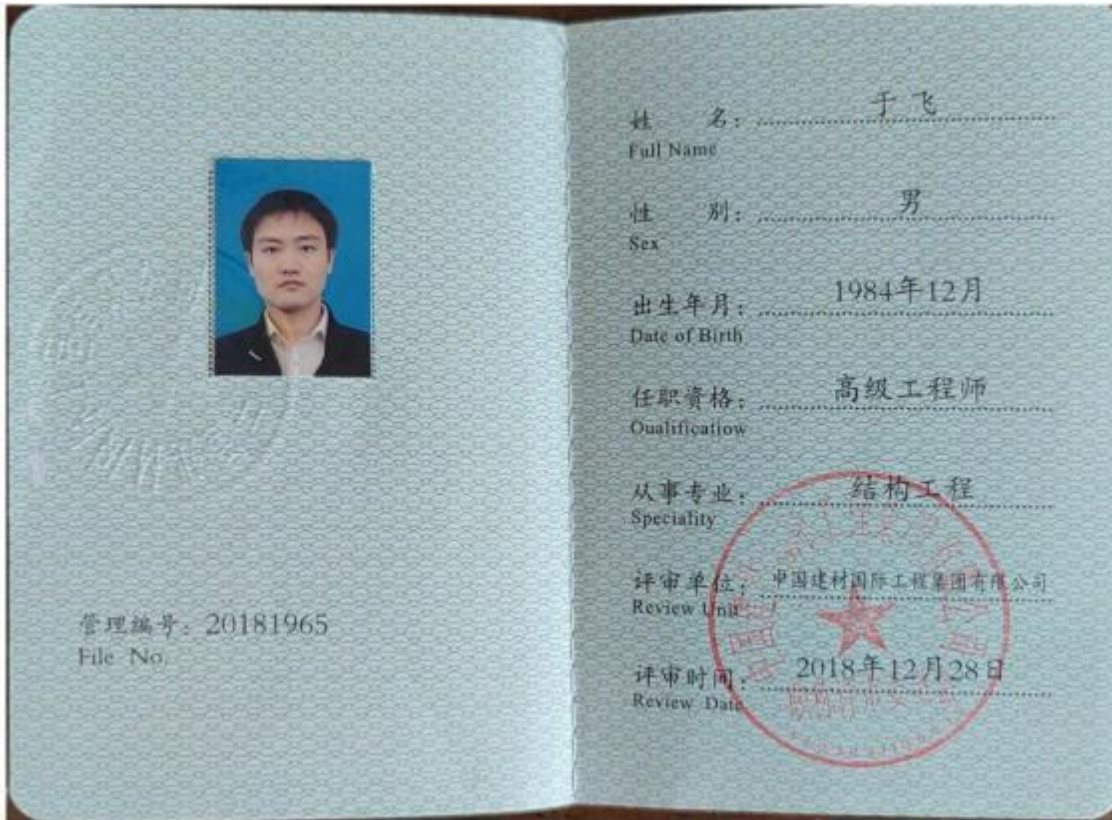 管理编号：20181965
File No.
姓 名：于飞
Full Name
性 别：男
Sex
出生年月：1984年12月
Date of Birth
任职资格：高级工程师
Qualificatiow
从事专业：结构工程
Speciality
评审单位：中国建材国际工程集团有限公司
Review Unit
评审时间：2018年12月28日
Review Date